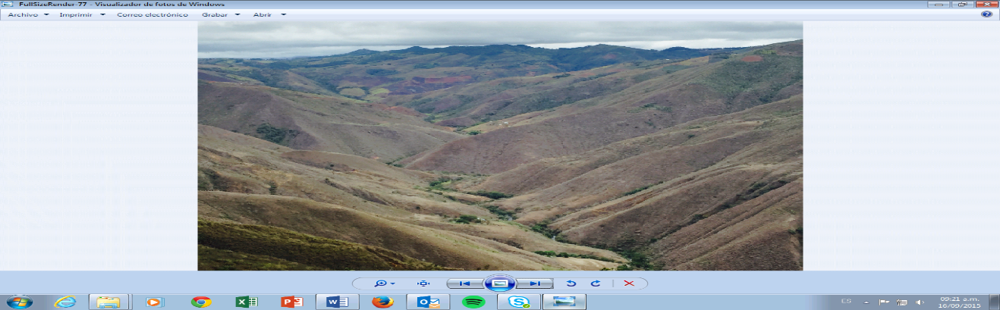 FullSizeRender-77 - Visualizador de fotos de Windows
Archivo Imprimir Correo electrónico Grabar Abrir
ES 09:21 a.m.
16/09/2015